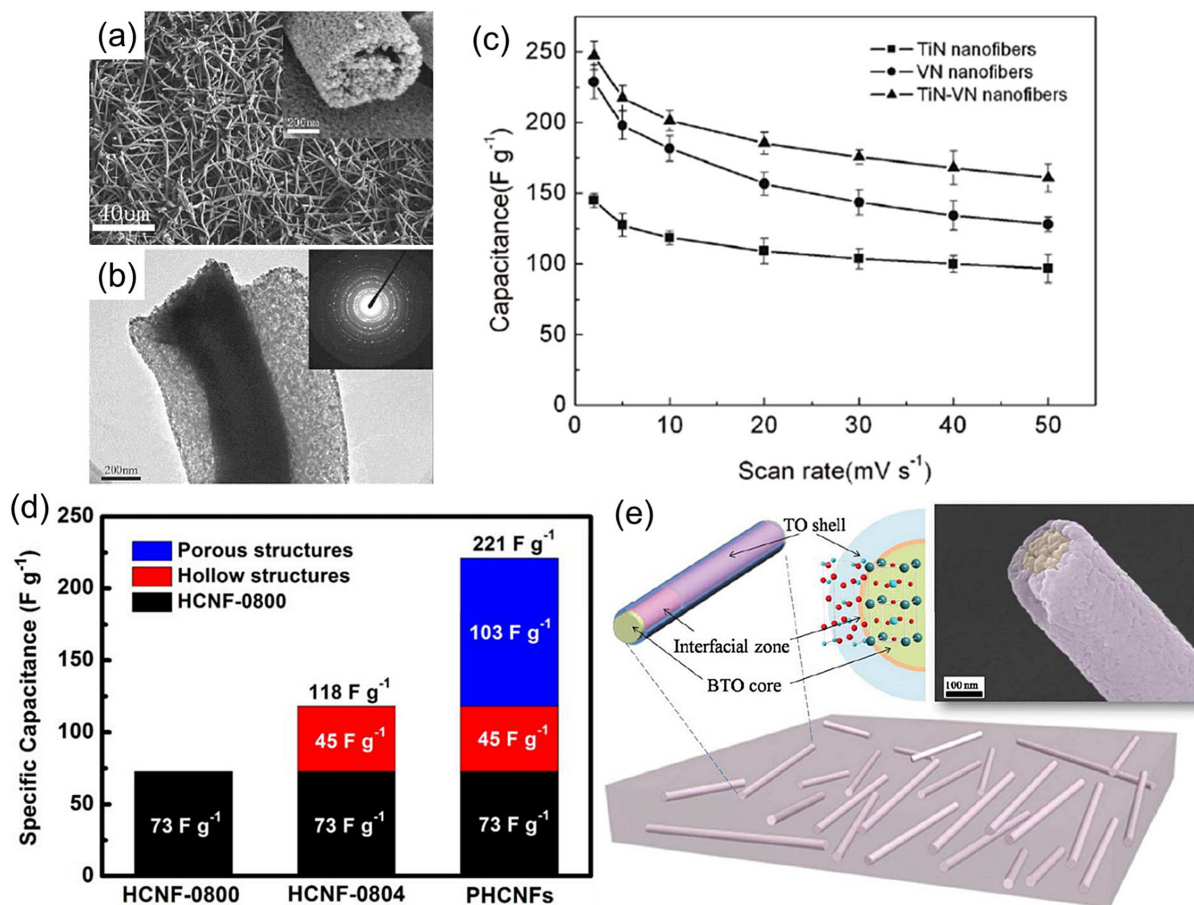 (a)
200nm
40um
(b)
200nm
(c)
Capacitance(F g⁻¹)
250
200
150
100
50
0
TiN nanofibers
VN nanofibers
TiN-VN nanofibers
0 10 20 30 40 50
Scan rate(mV s⁻¹)
(d)
Specific Capacitance (F g⁻¹)
250
200
150
100
50
0
Porous structures
Hollow structures
HCNF-0800
73 F g⁻¹
118 F g⁻¹
45 F g⁻¹
73 F g⁻¹
221 F g⁻¹
103 F g⁻¹
45 F g⁻¹
73 F g⁻¹
HCNF-0800 HCNF-0804 PHCNFs
(e)
TO shell
Interfacial zone
BTO core
100 nm